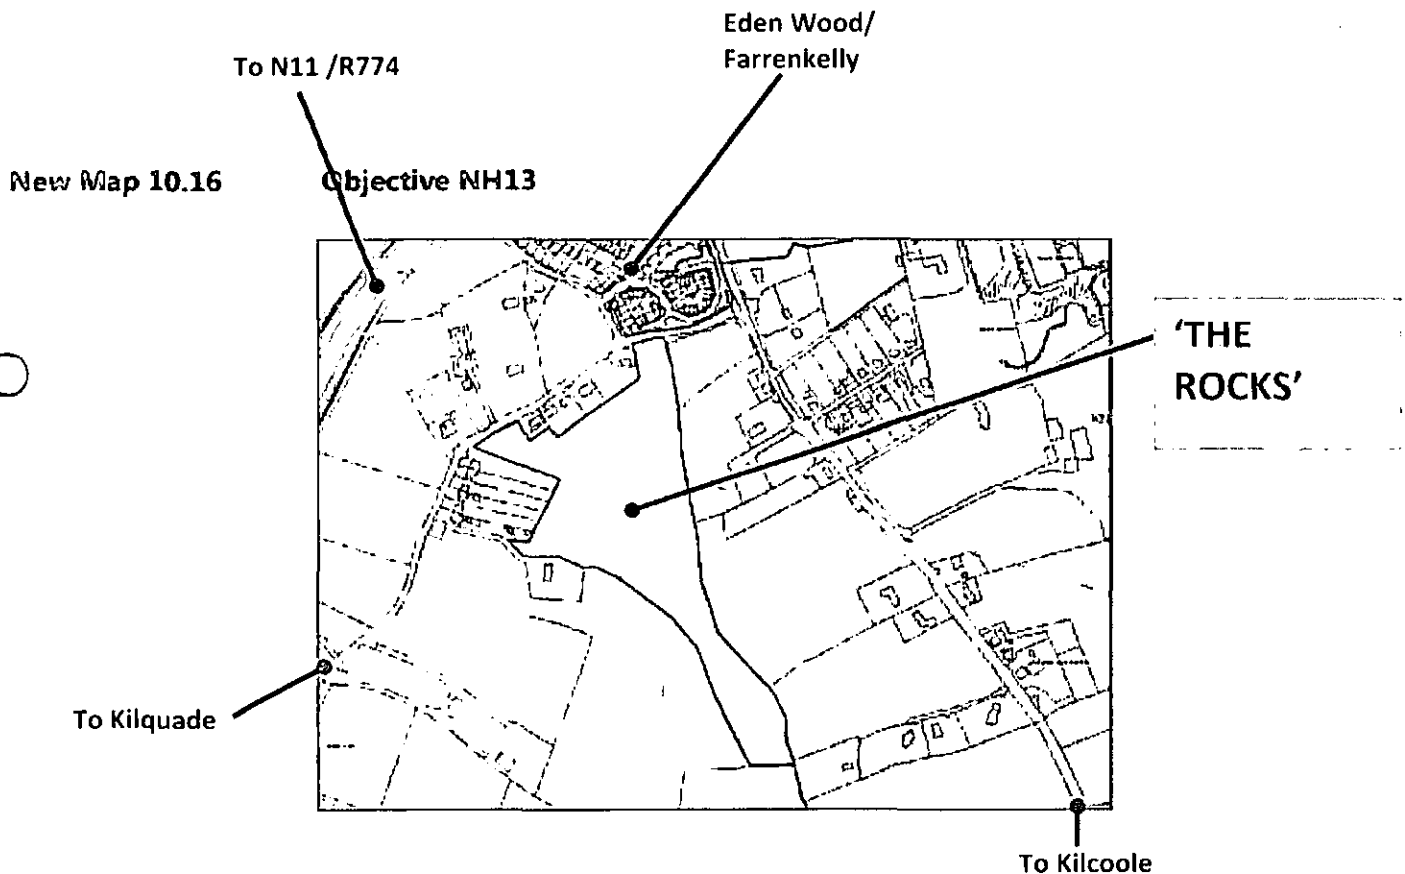 Eden Wood/
Farrenkelly
To N11 /R774
New Map 10.16 Objective NH13
'THE
ROCKS'
To Kilquade
To Kilcoole